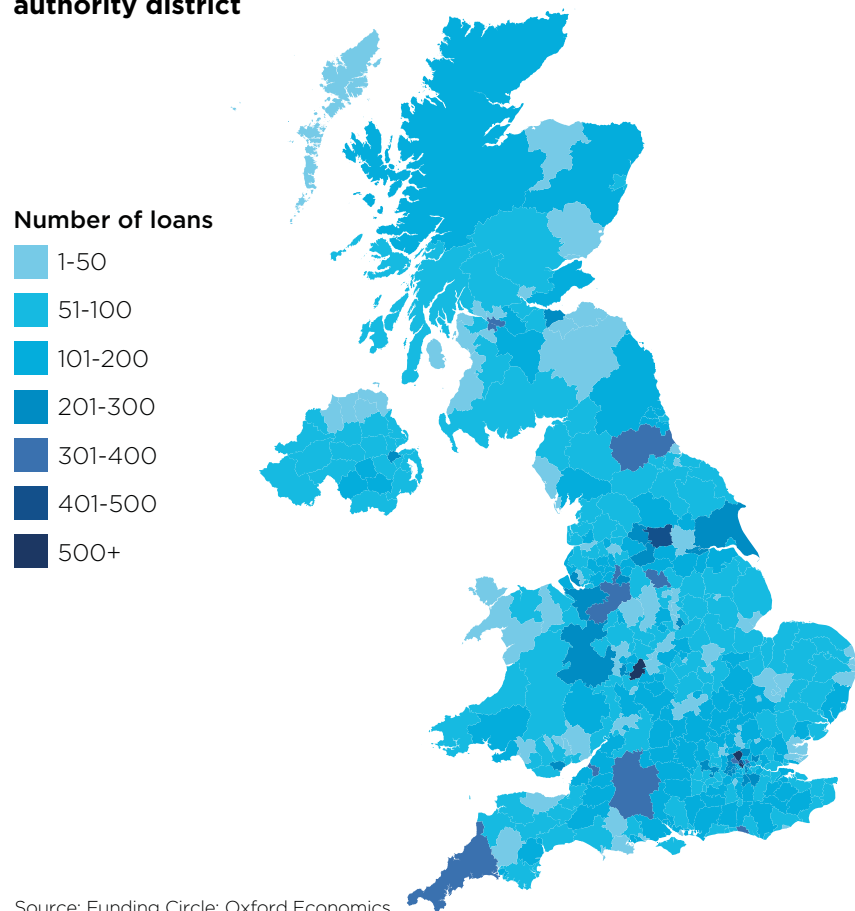 authority district
Number of loans
1-50
51-100
101-200
201-300
301-400
401-500
500+
Source: Funding Circle; Oxford Economics